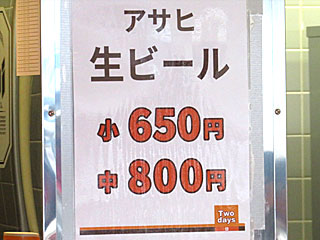 アサヒ
生ビール
小 650円
中 800円
Two
days